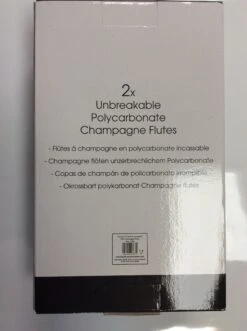 2x
Unbreakable
Polycarbonate
Champagne Flutes
- Flûtes à champagne en polycarbonate incassable
- Champagne flöten unzerbrechlichem Polycarbonate
- Copas de champán de policarbonato irrompible
- Okrossbart polykarbonat Champagne flutes